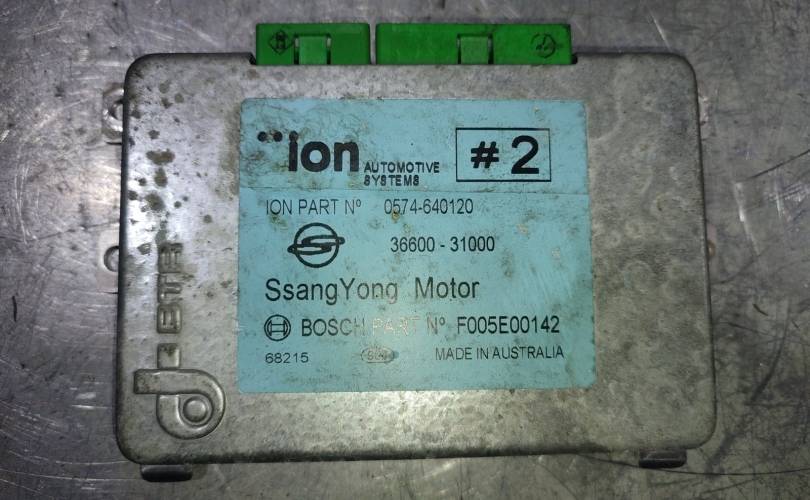 ion
AUTOMOTIVE
SYSTEMS
#2
ION PART Nº 0574-640120
36600 - 31000
SsangYong Motor
BOSCH PART Nº F005E00142
68215
MADE IN AUSTRALIA
BTR